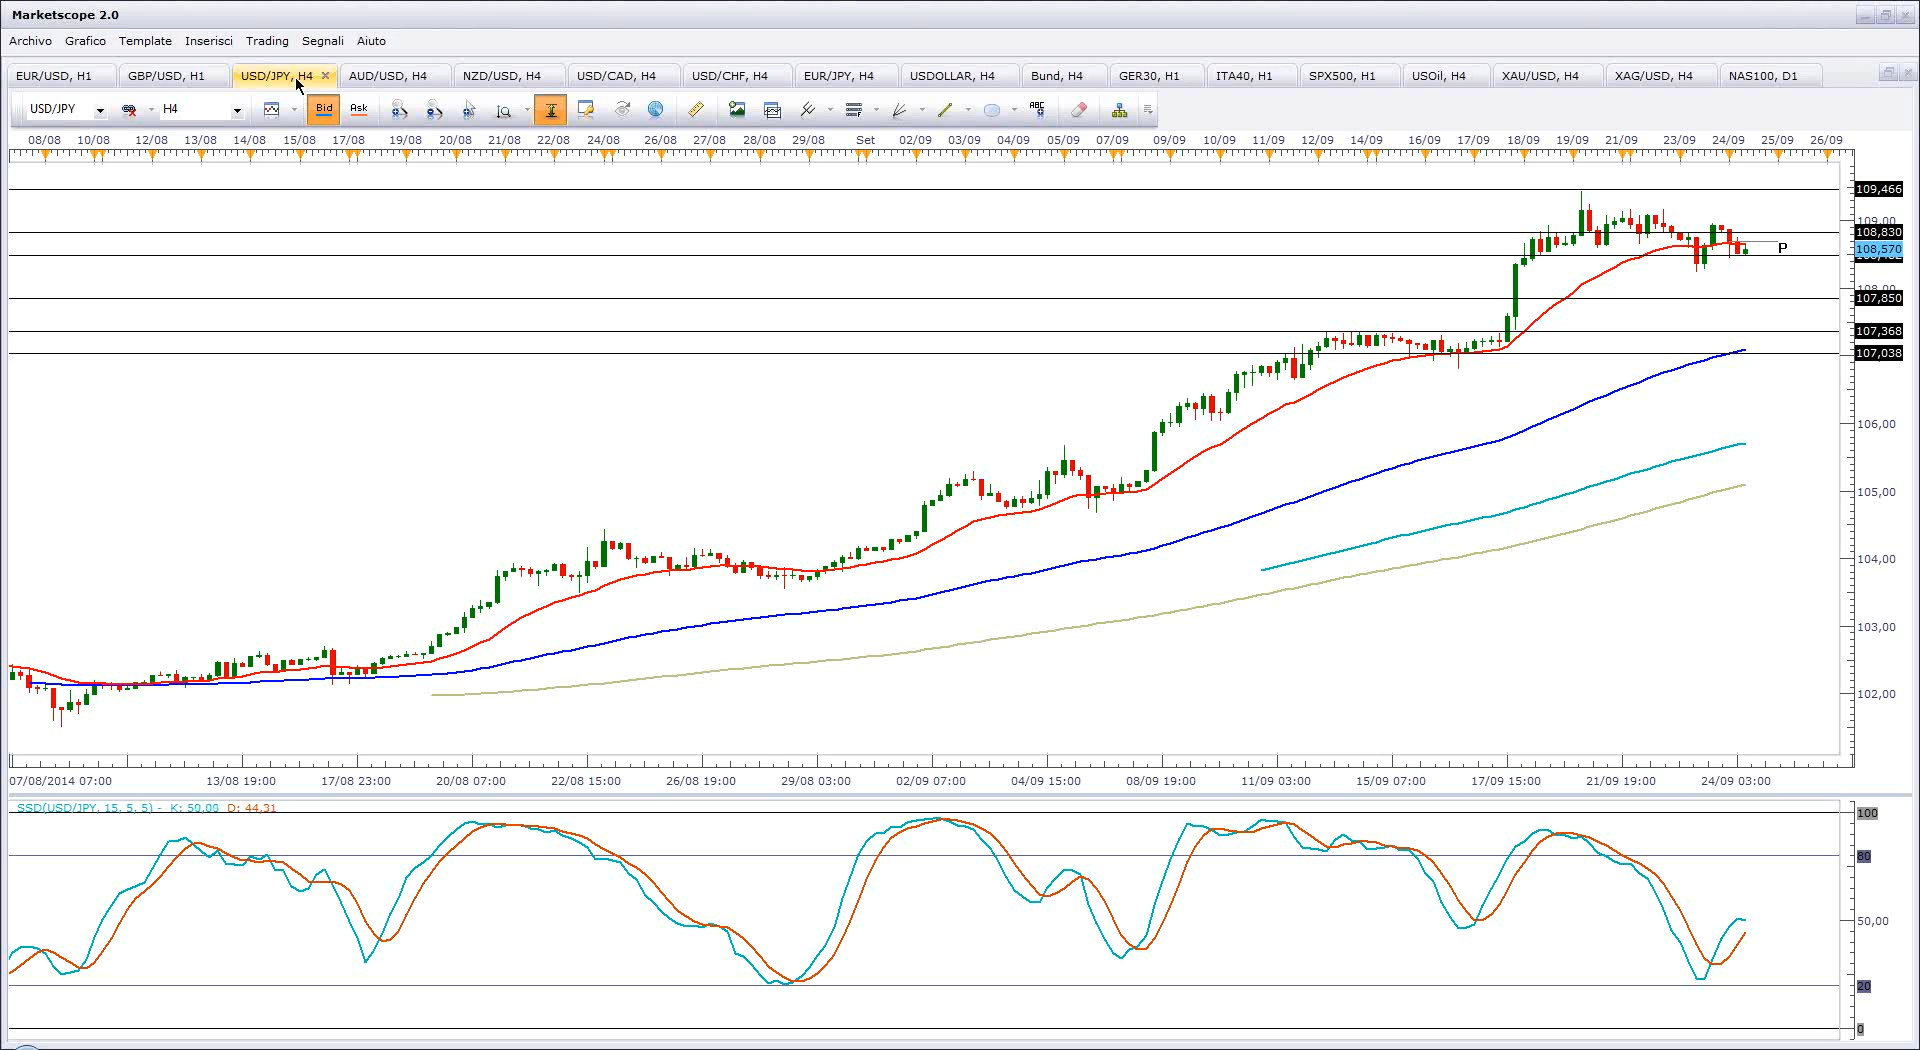 Marketscope 2.0
Archivo Grafico Template Inserisci Trading Segnali Aiuto
EUR/USD, H1 GBP/USD, H1 USD/JPY, H4 AUD/USD, H4 NZD/USD, H4 USD/CAD, H4 USD/CHF, H4 EUR/JPY, H4 USDOLLAR, H4 Bund, H4 GER30, H1 ITA40, H1 SPX500, H1 USOil, H4 XAU/USD, H4 XAG/USD, H4 NAS100, D1
USD/JPY H4 Bid Ask ABC
08/08 10/08 12/08 13/08 14/08 15/08 17/08 19/08 20/08 21/08 22/08 24/08 26/08 27/08 28/08 29/08 Set 02/09 03/09 04/09 05/09 07/09 09/09 10/09 11/09 12/09 14/09 16/09 17/09 18/09 19/09 21/09 23/09 24/09 25/09 26/09
109,466
109,00
108,830
P 108,570
108,00
107,850
107,368
107,038
106,00
105,00
104,00
103,00
102,00
07/08/2014 07:00 13/08 19:00 17/08 23:00 20/08 07:00 22/08 15:00 26/08 19:00 29/08 03:00 02/09 07:00 04/09 15:00 08/09 19:00 11/09 03:00 15/09 07:00 17/09 15:00 21/09 19:00 24/09 03:00
SSD(USD/JPY, 15, 5, 5) - K: 50,00 D: 44,31
100
80
50,00
20
0